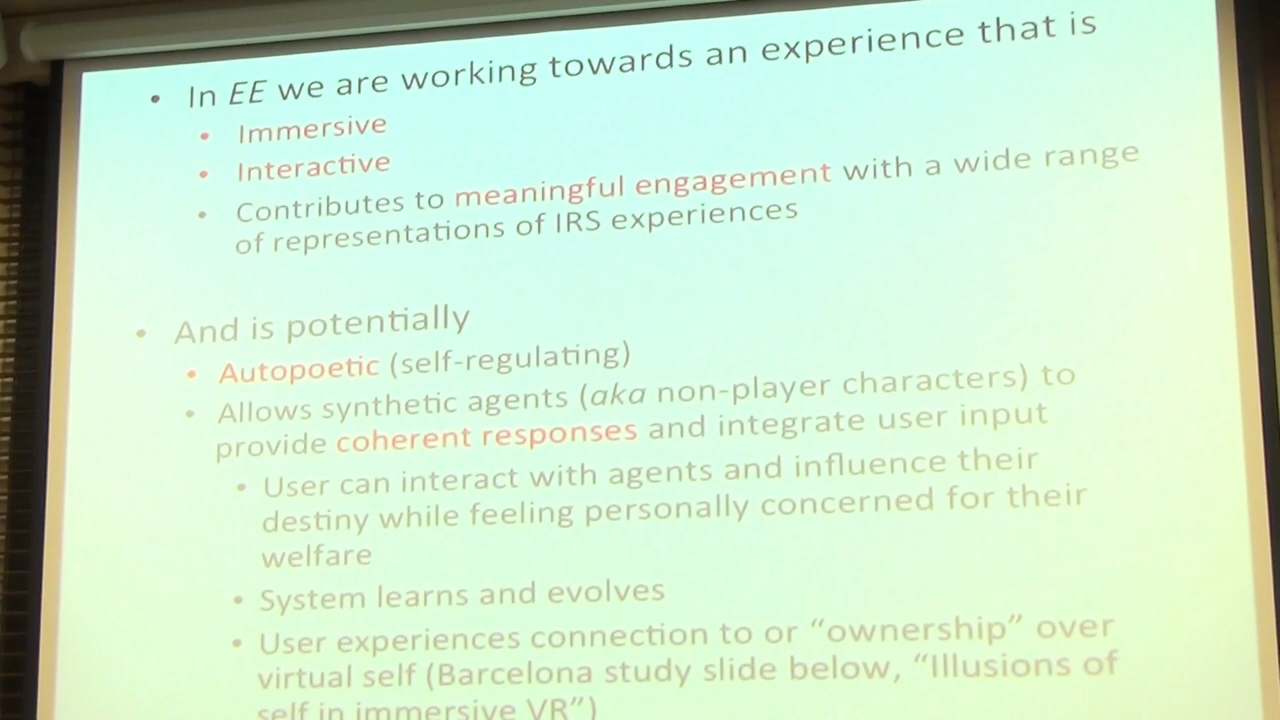 • In EE we are working towards an experience that is
• Immersive
• Interactive
• Contributes to meaningful engagement with a wide range
of representations of IRS experiences
• And is potentially
• Autopoetic (self-regulating)
• Allows synthetic agents (aka non-player characters) to
provide coherent responses and integrate user input
• User can interact with agents and influence their
destiny while feeling personally concerned for their
welfare
• System learns and evolves
• User experiences connection to or “ownership” over
virtual self (Barcelona study slide below, “Illusions of
self in immersive VR”)